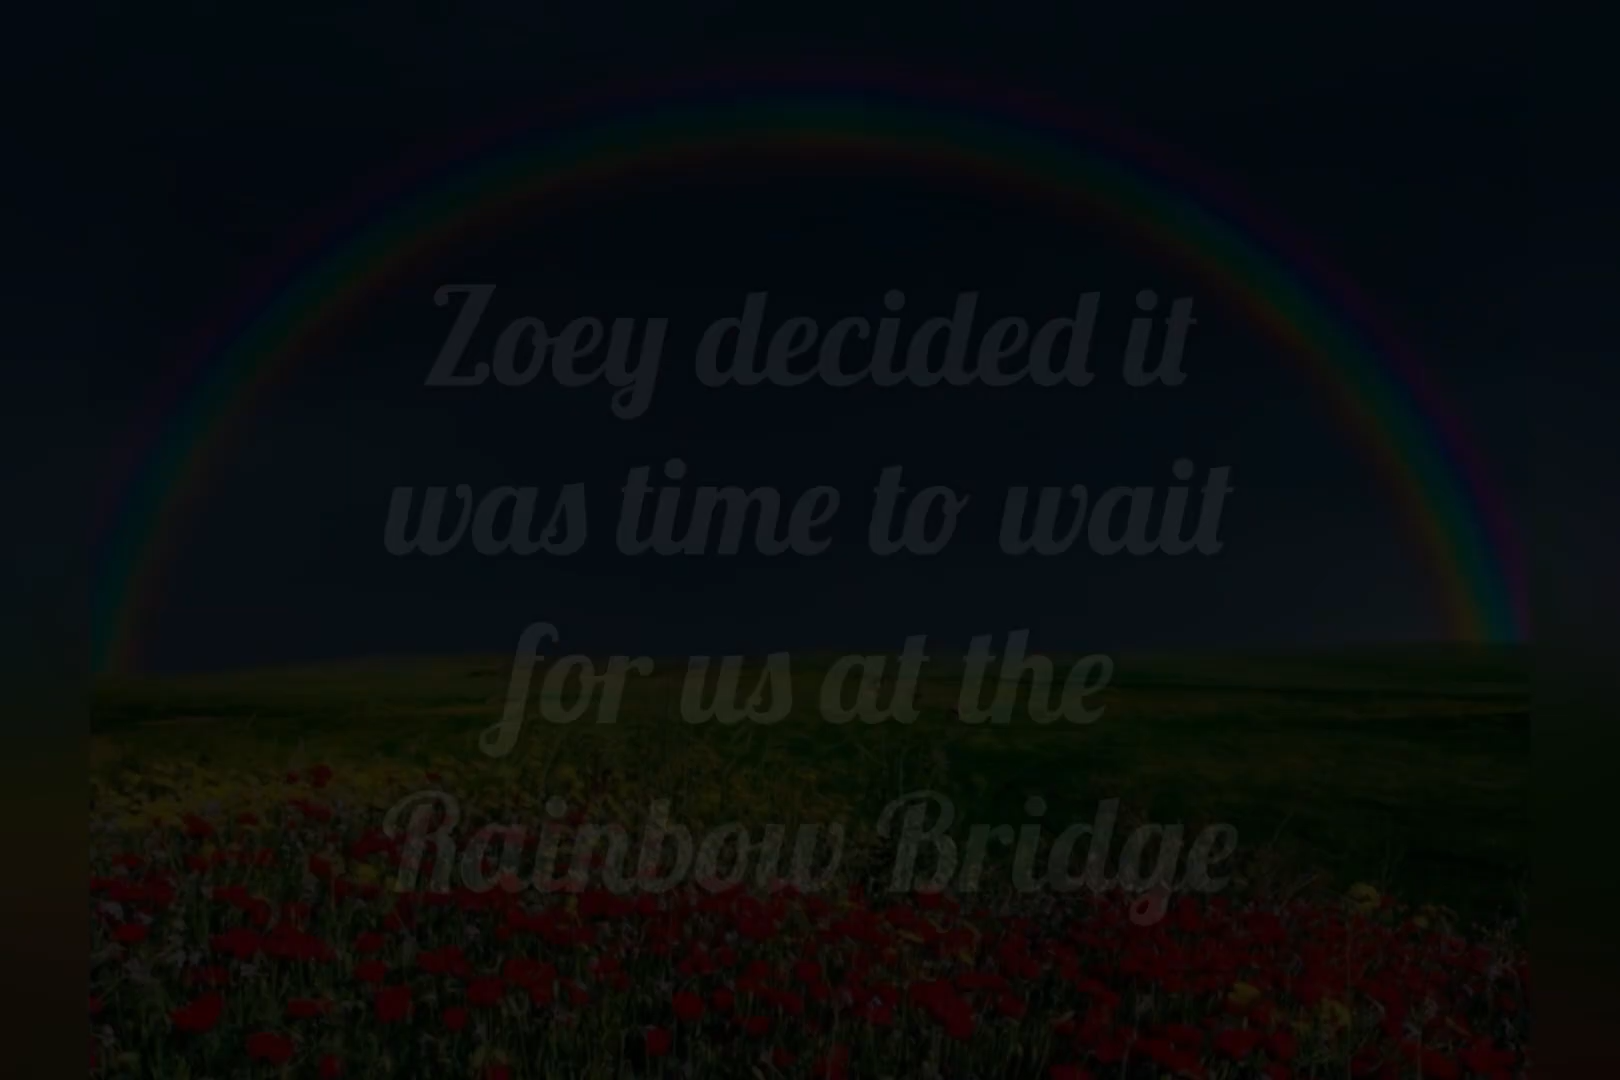 Zoey decided it
was time to wait
for us at the
Rainbow Bridge